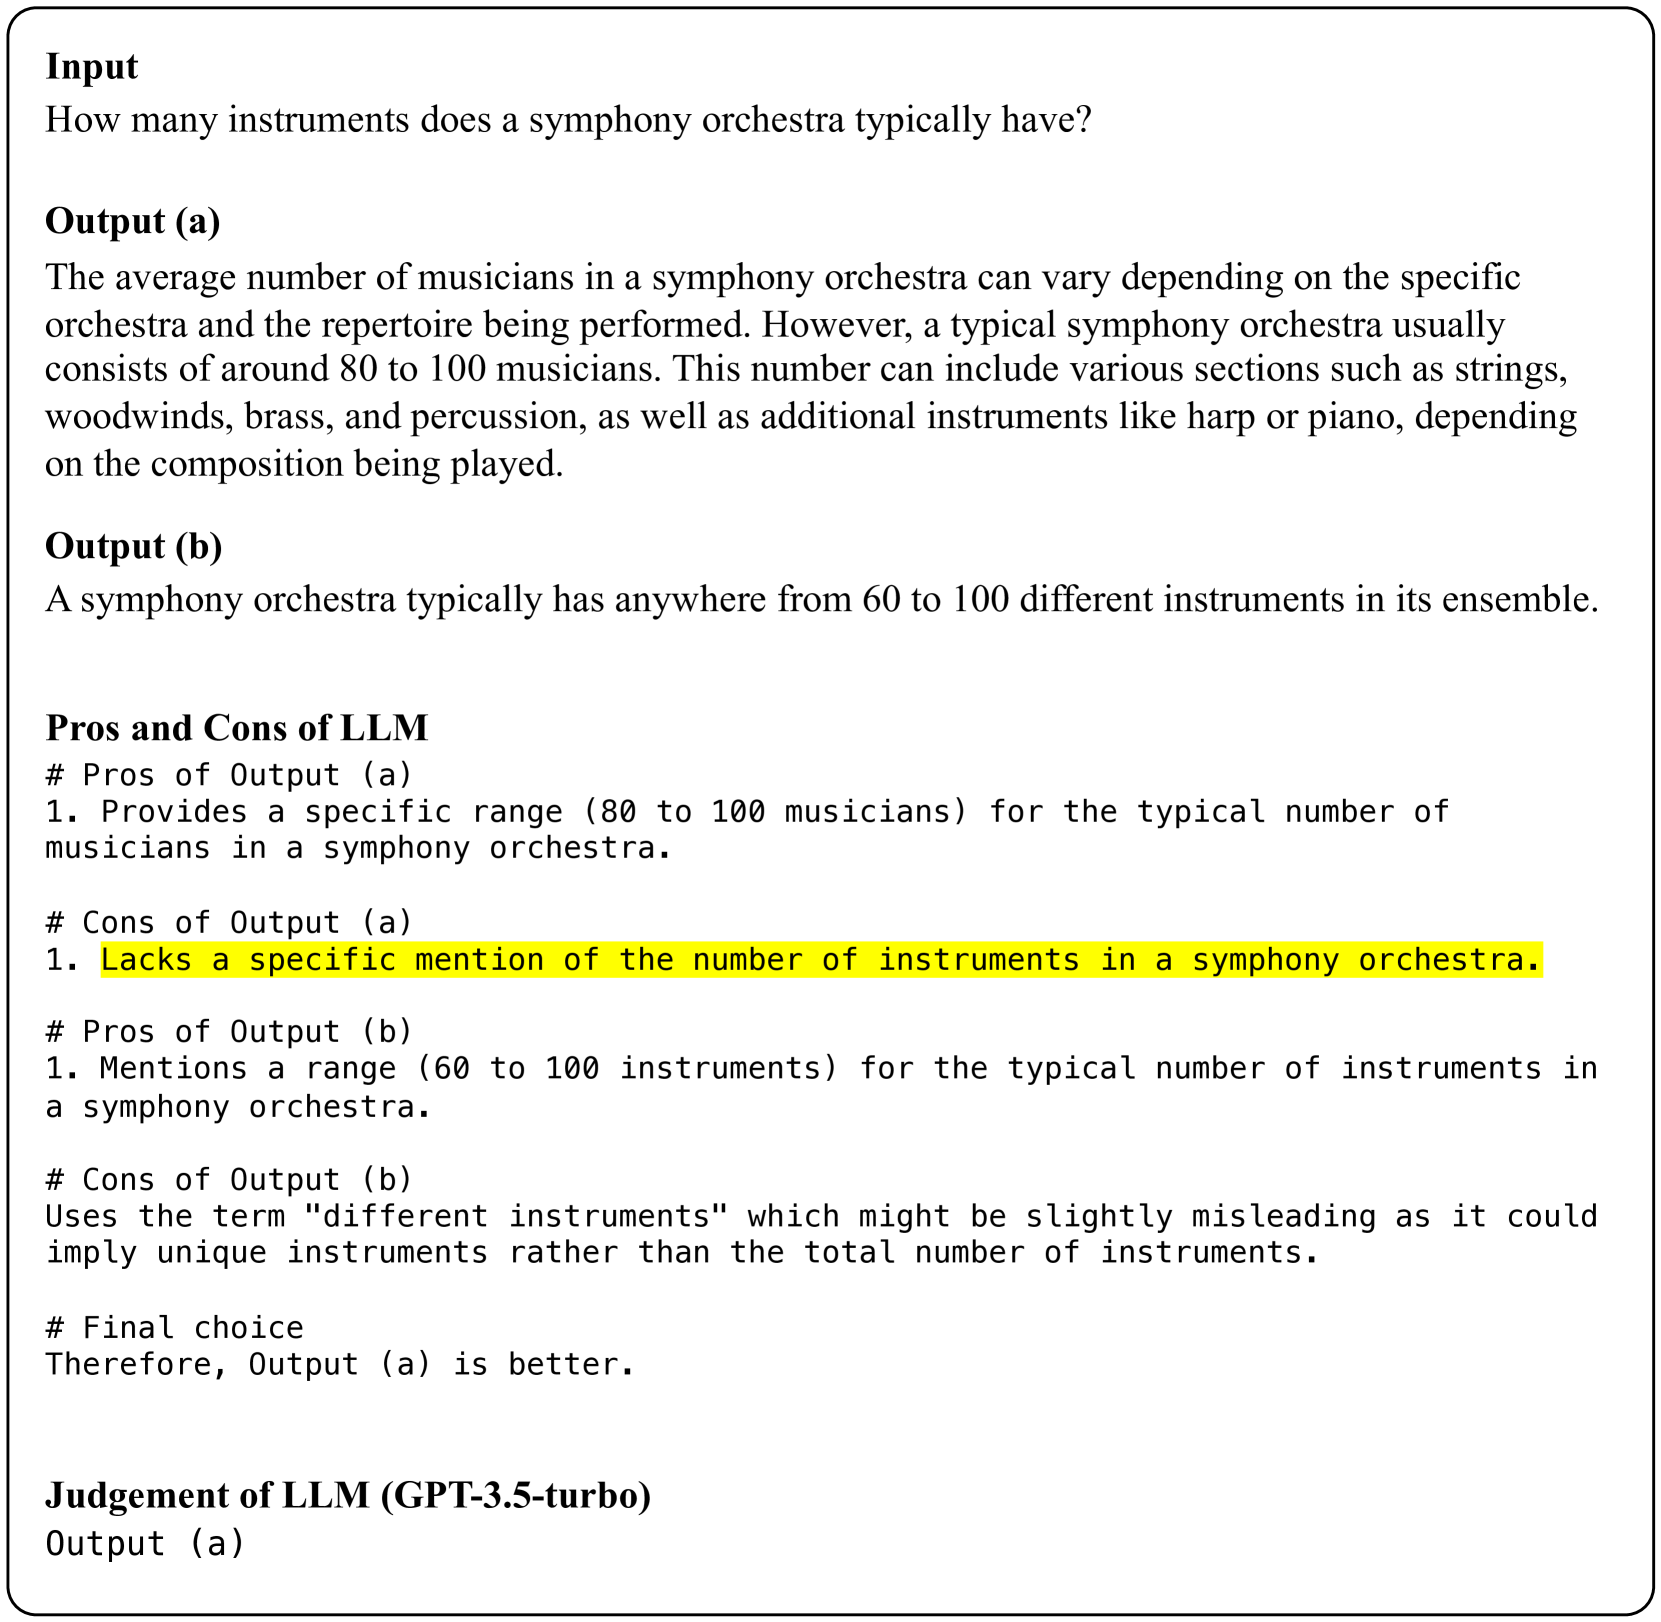 Input
How many instruments does a symphony orchestra typically have?
Output (a)
The average number of musicians in a symphony orchestra can vary depending on the specific
orchestra and the repertoire being performed. However, a typical symphony orchestra usually
consists of around 80 to 100 musicians. This number can include various sections such as strings,
woodwinds, brass, and percussion, as well as additional instruments like harp or piano, depending
on the composition being played.
Output (b)
A symphony orchestra typically has anywhere from 60 to 100 different instruments in its ensemble.
Pros and Cons of LLM
# Pros of Output (a)
1. Provides a specific range (80 to 100 musicians) for the typical number of
musicians in a symphony orchestra.
# Cons of Output (a)
1. Lacks a specific mention of the number of instruments in a symphony orchestra.
# Pros of Output (b)
1. Mentions a range (60 to 100 instruments) for the typical number of instruments in
a symphony orchestra.
# Cons of Output (b)
Uses the term "different instruments" which might be slightly misleading as it could
imply unique instruments rather than the total number of instruments.
# Final choice
Therefore, Output (a) is better.
Judgement of LLM (GPT-3.5-turbo)
Output (a)